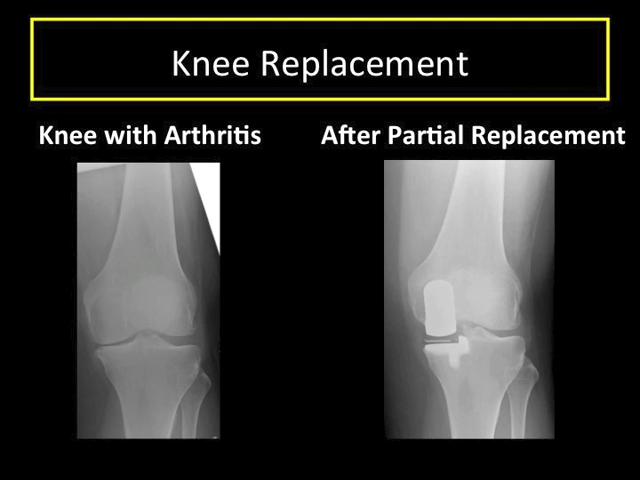 Knee Replacement
Knee with Arthritis
After Partial Replacement